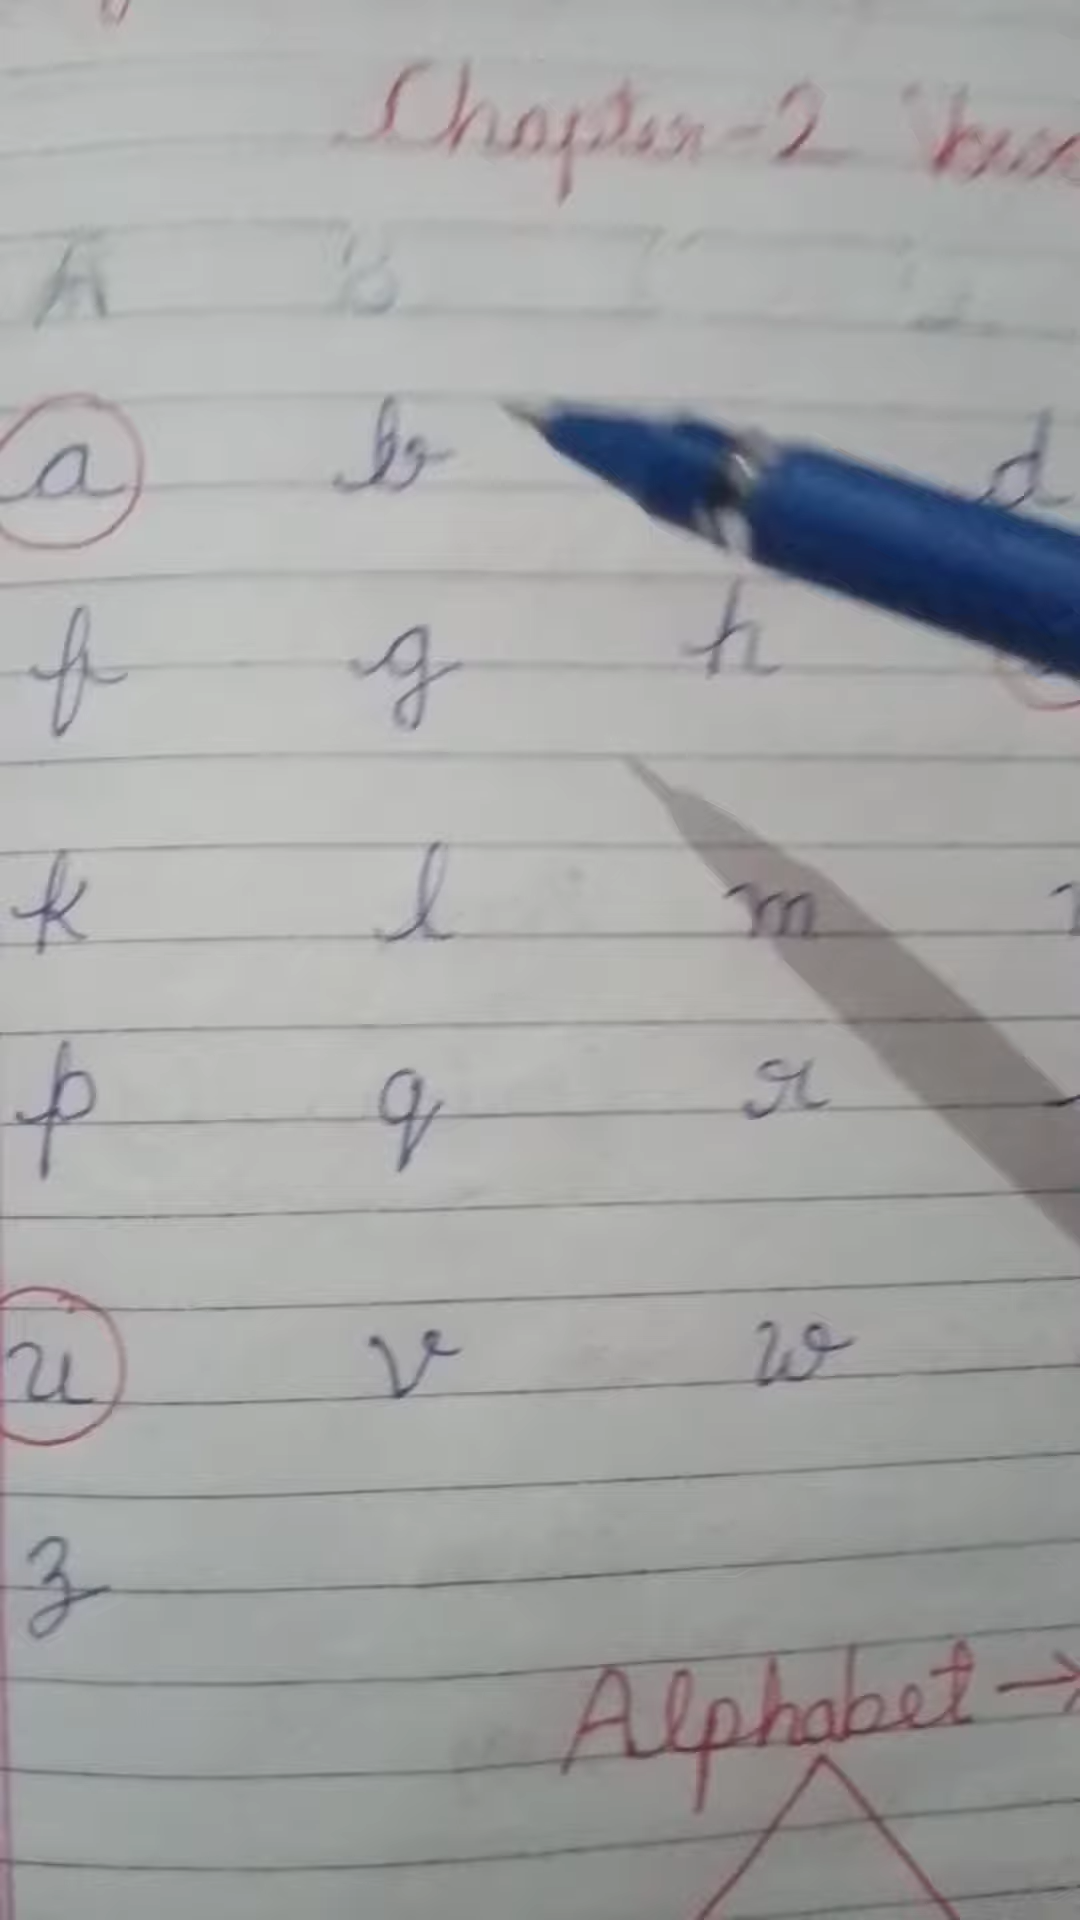 Chapter-2
A B
a b d
f g h
k l m
p q r
u v w
z
Alphabet →